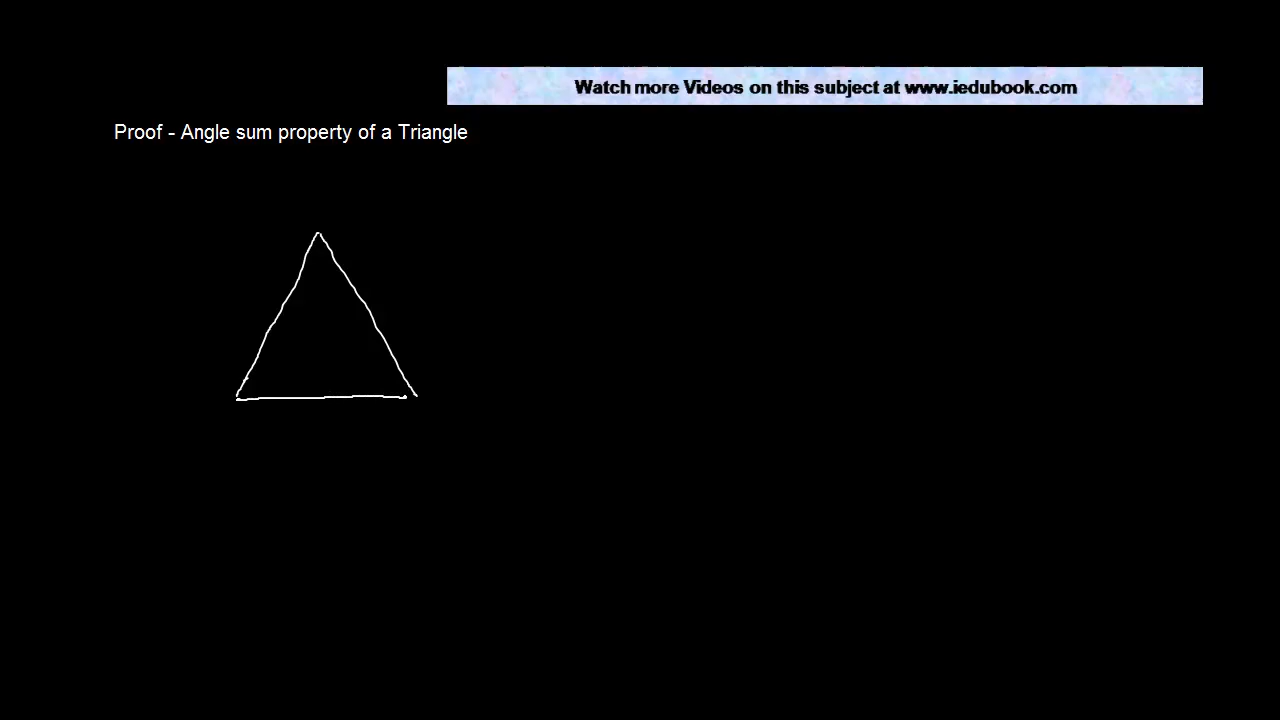 Watch more Videos on this subject at www.iedubook.com
Proof - Angle sum property of a Triangle